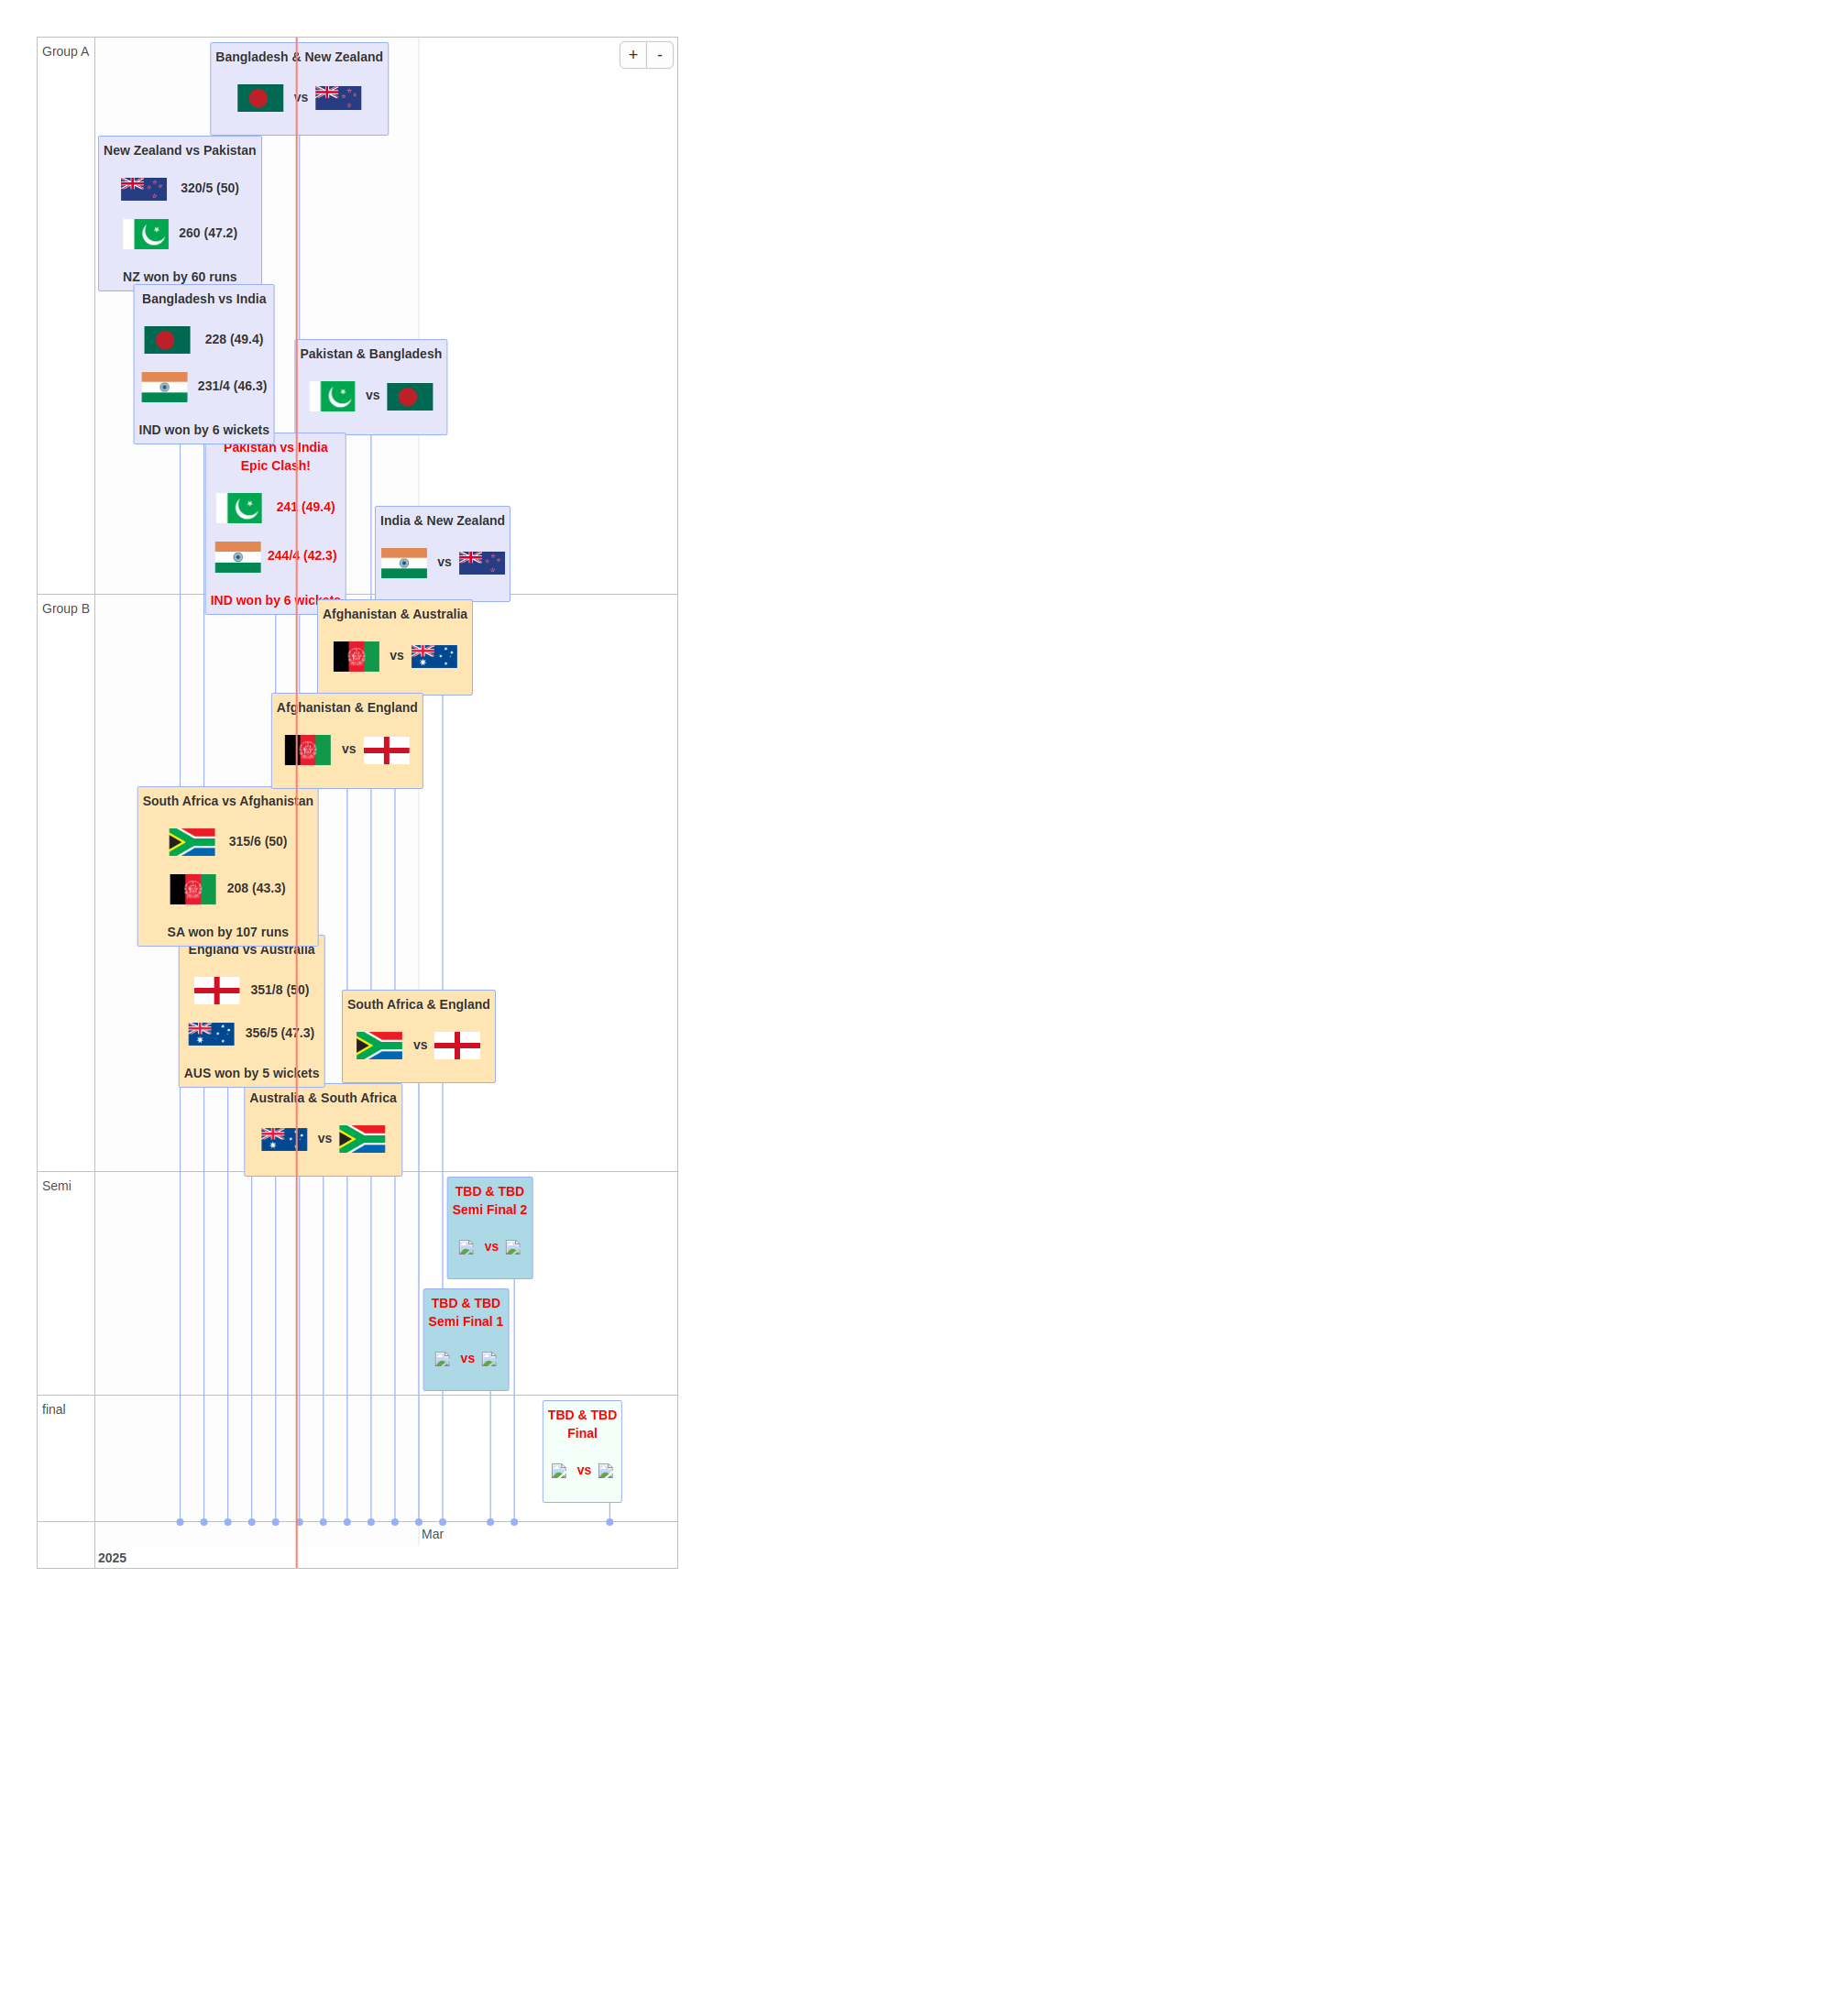 Group A
+ -
Bangladesh & New Zealand
vs
New Zealand vs Pakistan
320/5 (50)
260 (47.2)
NZ won by 60 runs
Bangladesh vs India
228 (49.4)
231/4 (46.3)
IND won by 6 wickets
Pakistan & Bangladesh
vs
Pakistan vs India
Epic Clash!
241 (49.4)
244/4 (42.3)
IND won by 6 wickets
India & New Zealand
vs
Group B
Afghanistan & Australia
vs
Afghanistan & England
vs
South Africa vs Afghanistan
315/6 (50)
208 (43.3)
SA won by 107 runs
England vs Australia
351/8 (50)
356/5 (47.3)
AUS won by 5 wickets
South Africa & England
vs
Australia & South Africa
vs
Semi
TBD & TBD
Semi Final 2
vs
TBD & TBD
Semi Final 1
vs
final
TBD & TBD
Final
vs
Mar
2025